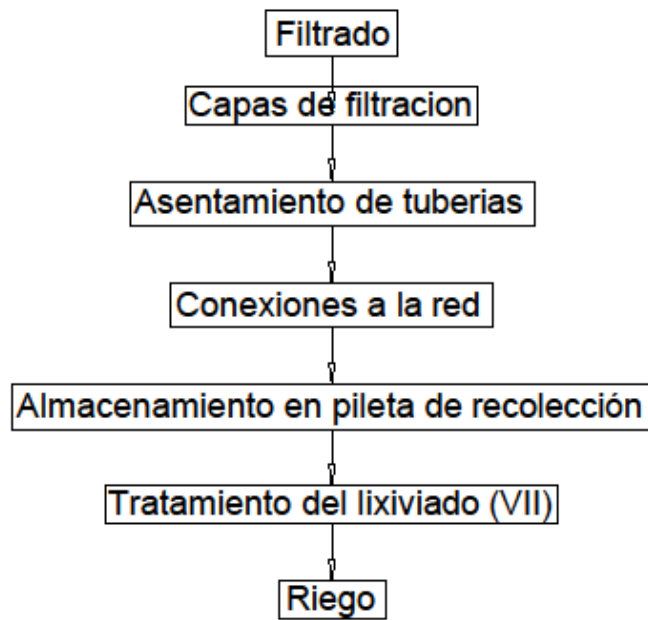 Filtrado
Capas de filtracion
Asentamiento de tuberias
Conexiones a la red
Almacenamiento en pileta de recolección
Tratamiento del lixiviado (VII)
Riego